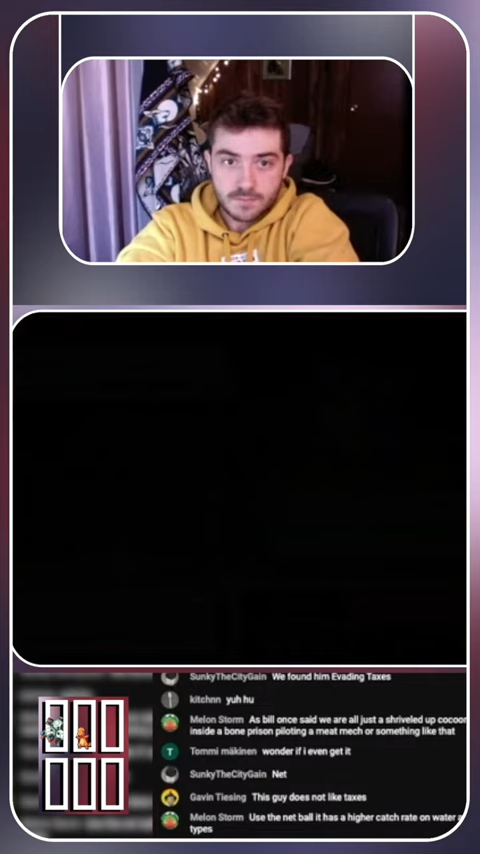 SunkyTheCityGain We found him Evading Taxes
kitchnn yuh hu
Melon Storm As bill once said we are all just a shriveled up cocoon
inside a bone prison piloting a meat mech or something like that
T
Tommi mäkinen wonder if i even get it
SunkyTheCityGain Net
Gavin Tiesing This guy does not like taxes
Melon Storm Use the net ball it has a higher catch rate on water a
types